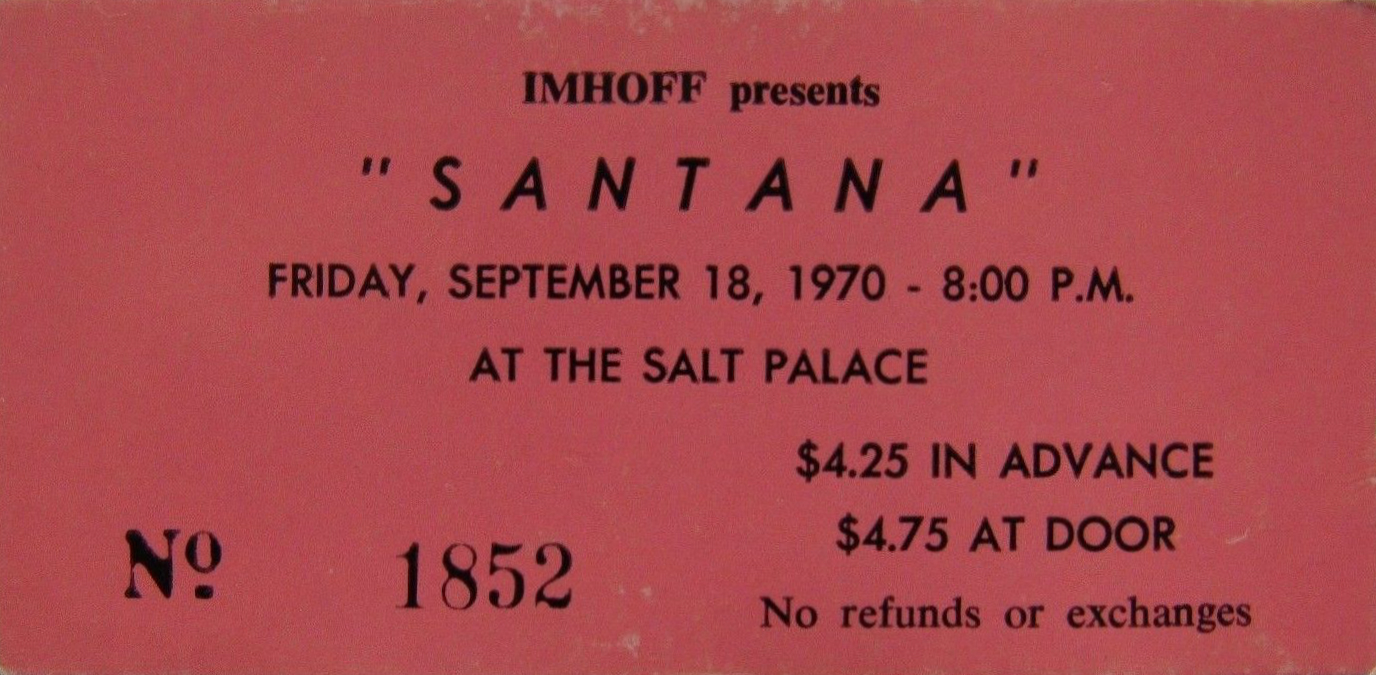 IMHOFF presents
"SANTANA"
FRIDAY, SEPTEMBER 18, 1970 - 8:00 P.M.
AT THE SALT PALACE
$4.25 IN ADVANCE
$4.75 AT DOOR
Nº 1852
No refunds or exchanges